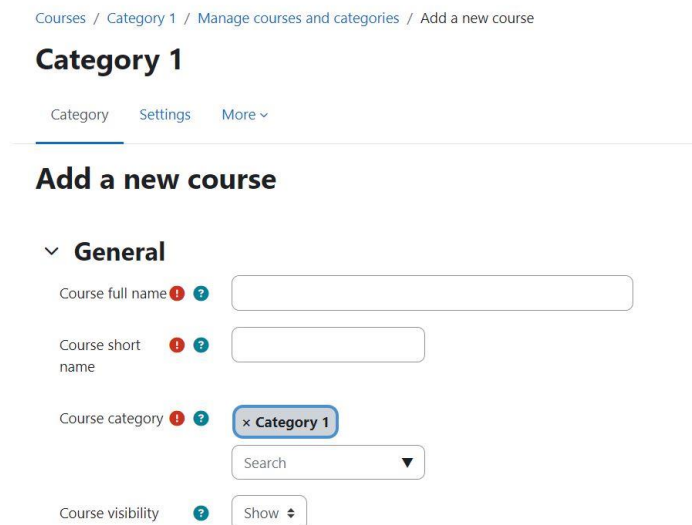 Courses / Category 1 / Manage courses and categories / Add a new course
Category 1
Category Settings More
Add a new course
General
Course full name ! ?
Course short ! ?
name
Course category ! ? × Category 1
Search
Course visibility ? Show